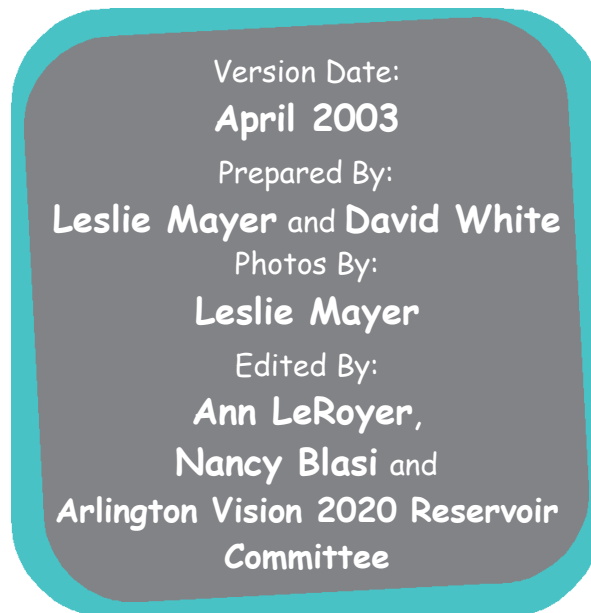 Version Date:
April 2003
Prepared By:
Leslie Mayer and David White
Photos By:
Leslie Mayer
Edited By:
Ann LeRoyer,
Nancy Blasi and
Arlington Vision 2020 Reservoir
Committee